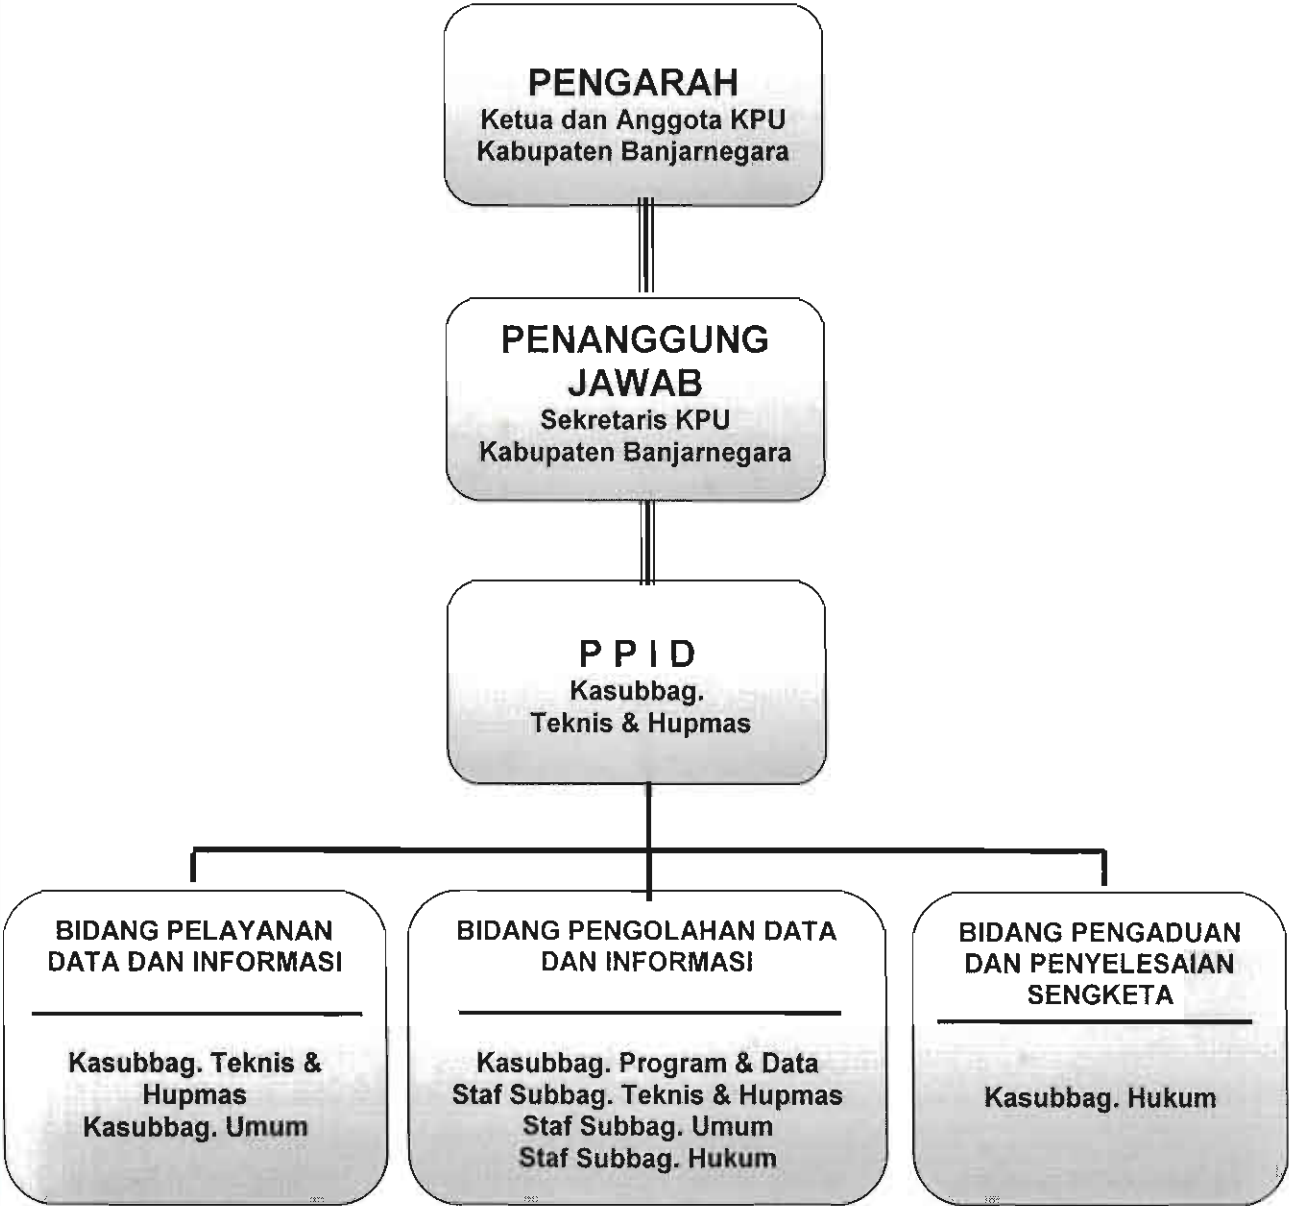 PENGARAH
Ketua dan Anggota KPU
Kabupaten Banjarnegara
PENANGGUNG
JAWAB
Sekretaris KPU
Kabupaten Banjarnegara
P P I D
Kasubbag.
Teknis & Hupmas
BIDANG PELAYANAN
DATA DAN INFORMASI
Kasubbag. Teknis &
Hupmas
Kasubbag. Umum
BIDANG PENGOLAHAN DATA
DAN INFORMASI
Kasubbag. Program & Data
Staf Subbag. Teknis & Hupmas
Staf Subbag. Umum
Staf Subbag. Hukum
BIDANG PENGADUAN
DAN PENYELESAIAN
SENGKETA
Kasubbag. Hukum